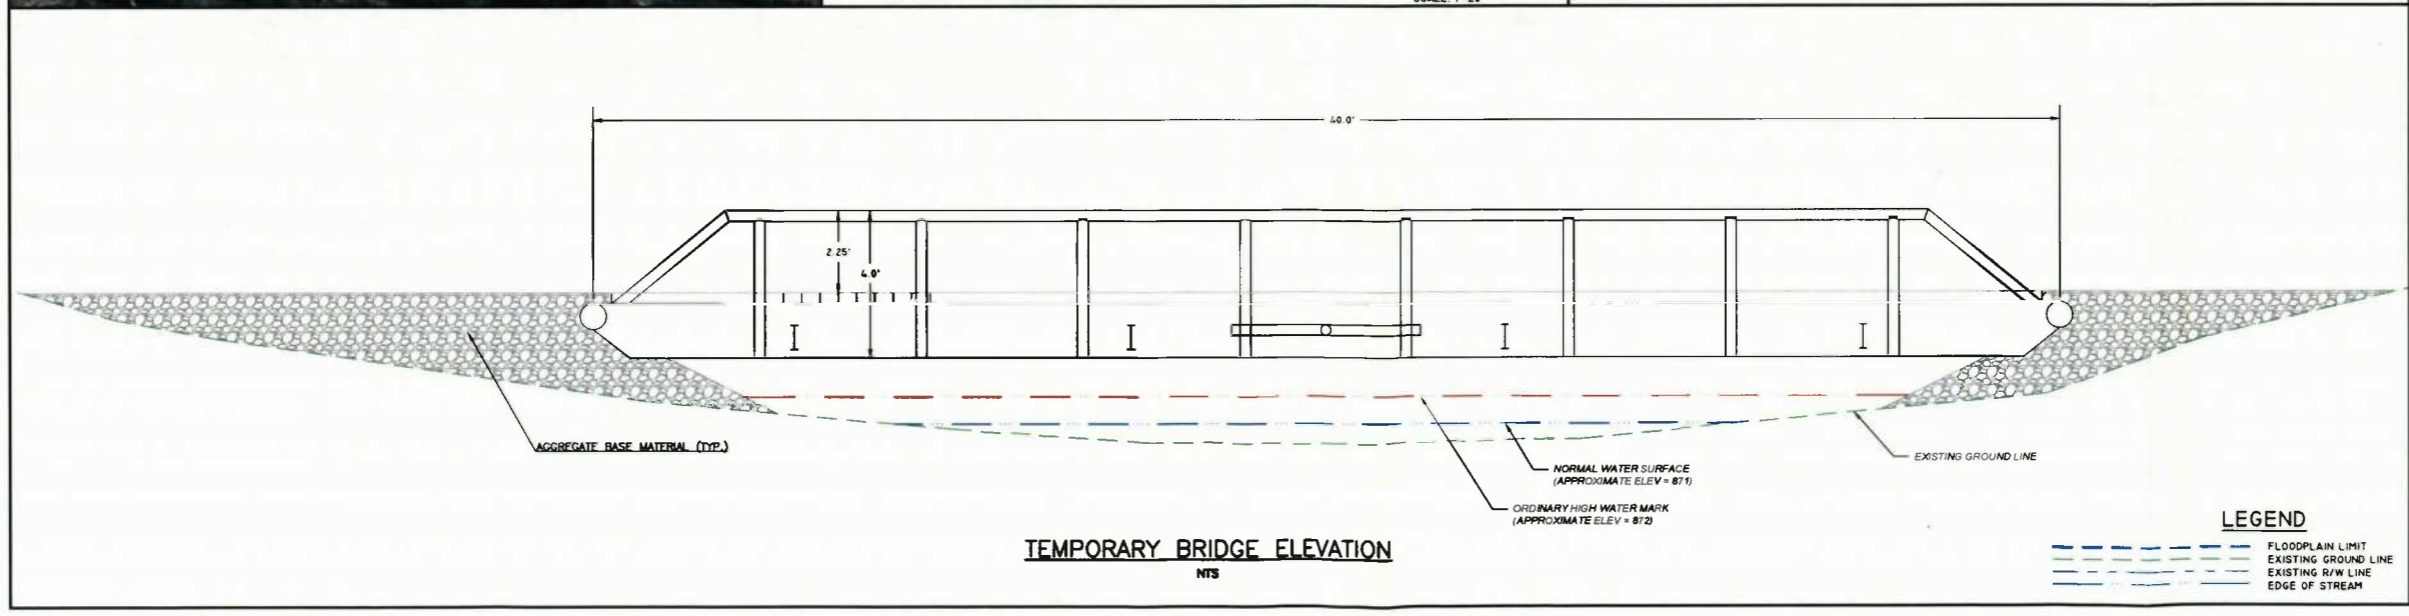 40.0'
2.25'
4.0'
AGGREGATE BASE MATERIAL (TYP.)
EXISTING GROUND LINE
NORMAL WATER SURFACE
(APPROXIMATE ELEV = 871)
ORDINARY HIGH WATER MARK
(APPROXIMATE ELEV = 872)
TEMPORARY BRIDGE ELEVATION
NTS
LEGEND
FLOODPLAIN LIMIT
EXISTING GROUND LINE
EXISTING R/W LINE
EDGE OF STREAM